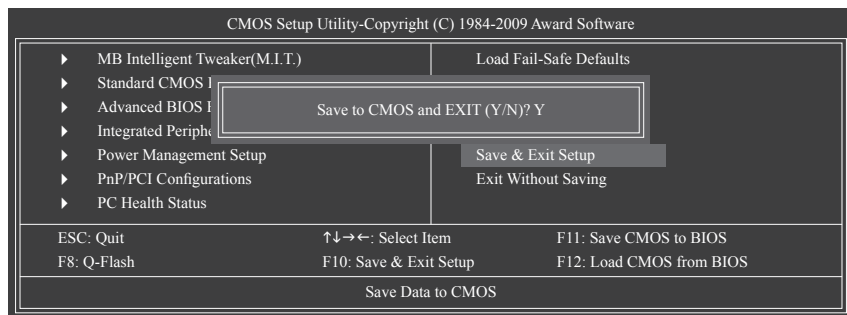 CMOS Setup Utility-Copyright (C) 1984-2009 Award Software
MB Intelligent Tweaker(M.I.T.)
Standard CMOS
Advanced BIOS
Integrated
Power Management Setup
PnP/PCI Configurations
PC Health Status
Load Fail-Safe Defaults
Save & Exit Setup
Exit Without Saving
Save to CMOS and EXIT (Y/N)? Y
ESC: Quit ↑↓→←: Select Item F11: Save CMOS to BIOS
F8: Q-Flash F10: Save & Exit Setup F12: Load CMOS from BIOS
Save Data to CMOS